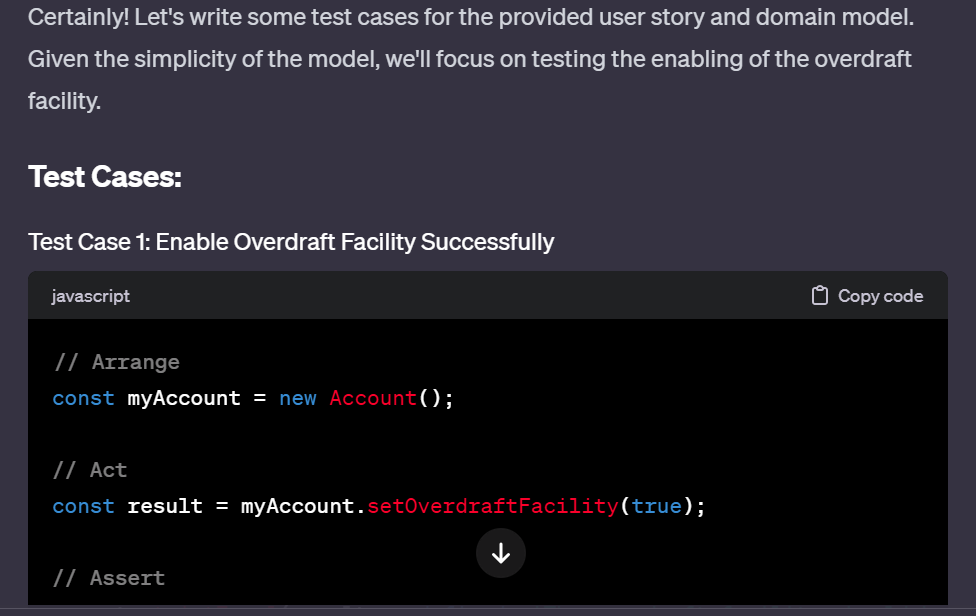 Certainly! Let's write some test cases for the provided user story and domain model.
Given the simplicity of the model, we'll focus on testing the enabling of the overdraft
facility.
Test Cases:
Test Case 1: Enable Overdraft Facility Successfully
javascript Copy code
// Arrange
const myAccount = new Account();
// Act
const result = myAccount.setOverdraftFacility(true);
// Assert